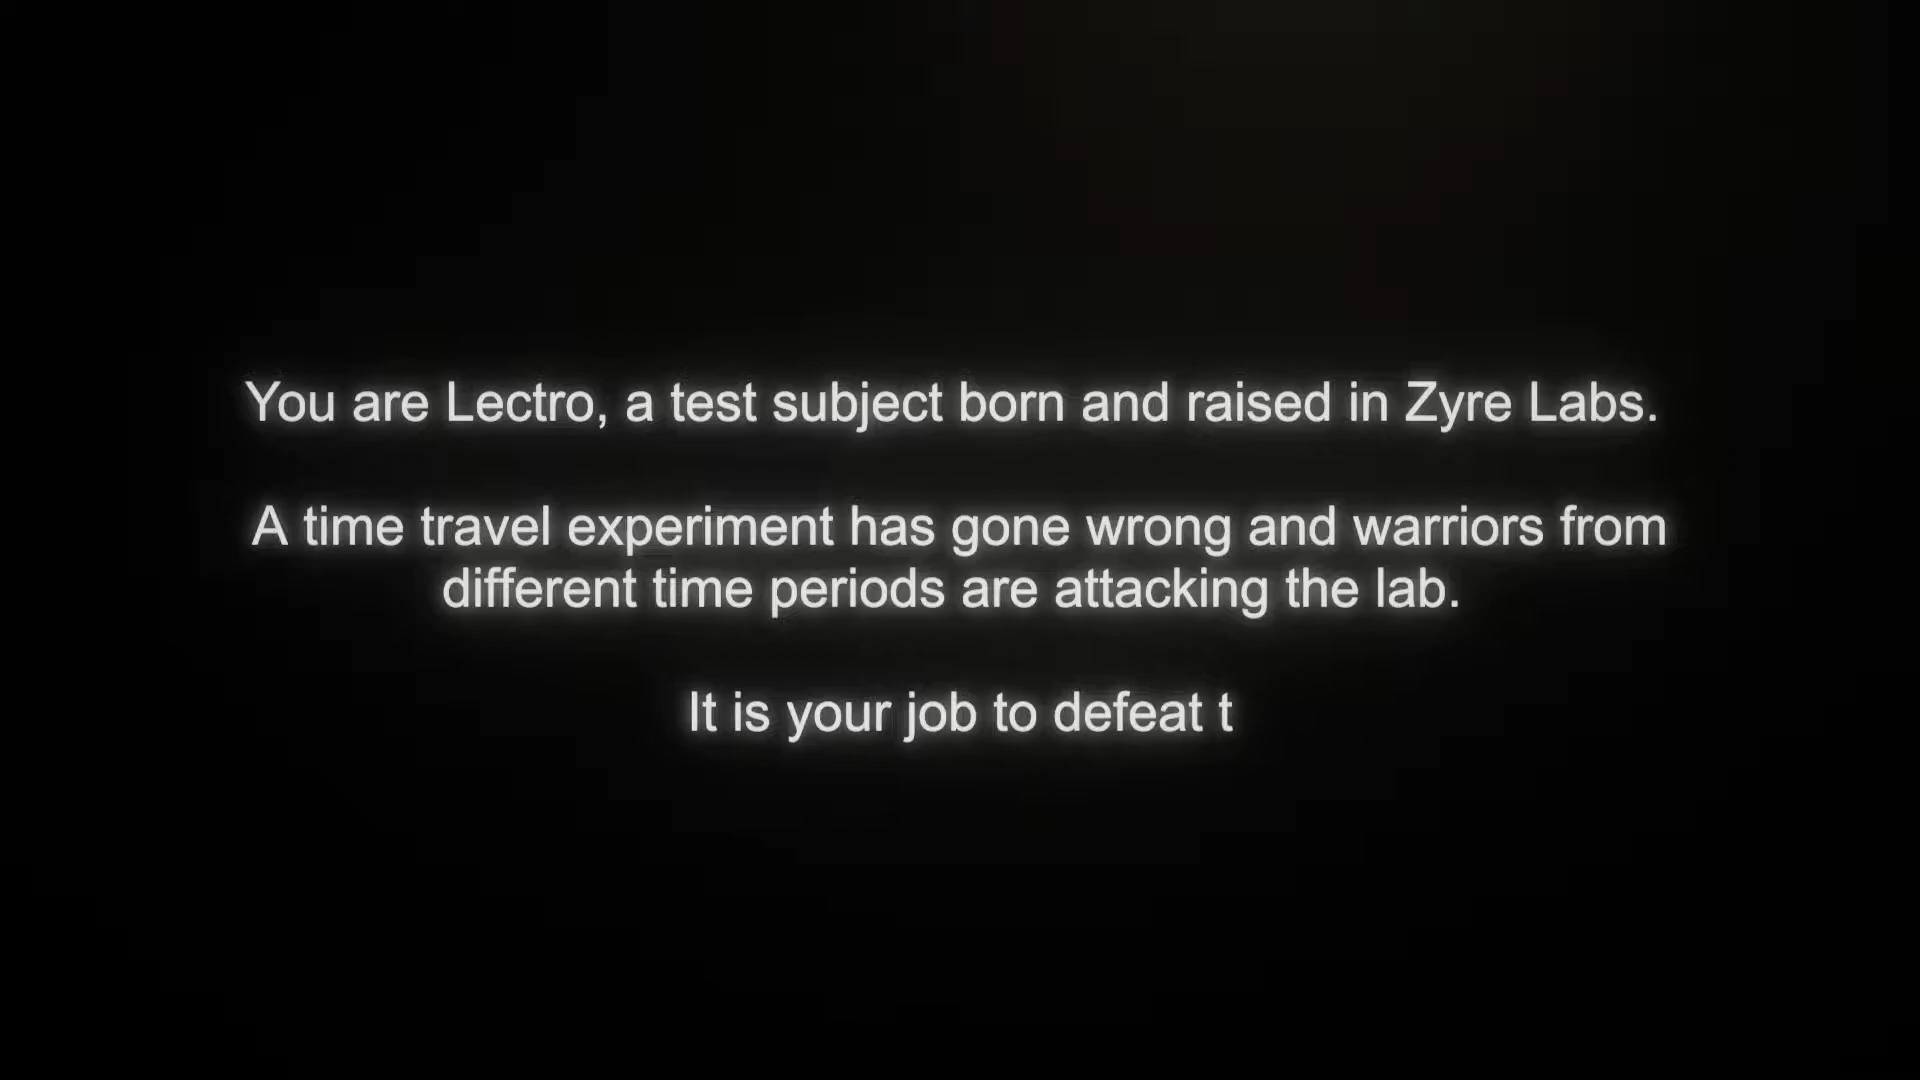 You are Lectro, a test subject born and raised in Zyre Labs.
A time travel experiment has gone wrong and warriors from
different time periods are attacking the lab.
It is your job to defeat t